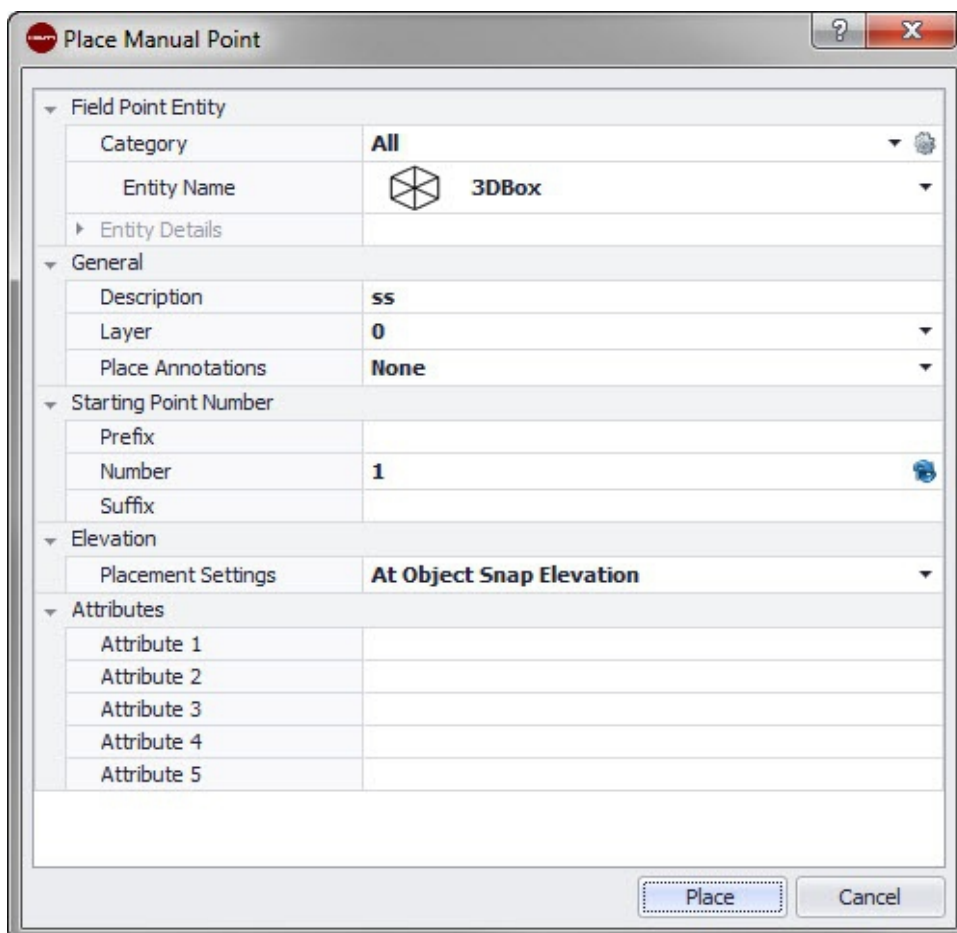 Place Manual Point
Field Point Entity
Category All
Entity Name 3DBox
Entity Details
General
Description ss
Layer 0
Place Annotations None
Starting Point Number
Prefix
Number 1
Suffix
Elevation
Placement Settings At Object Snap Elevation
Attributes
Attribute 1
Attribute 2
Attribute 3
Attribute 4
Attribute 5
Place Cancel